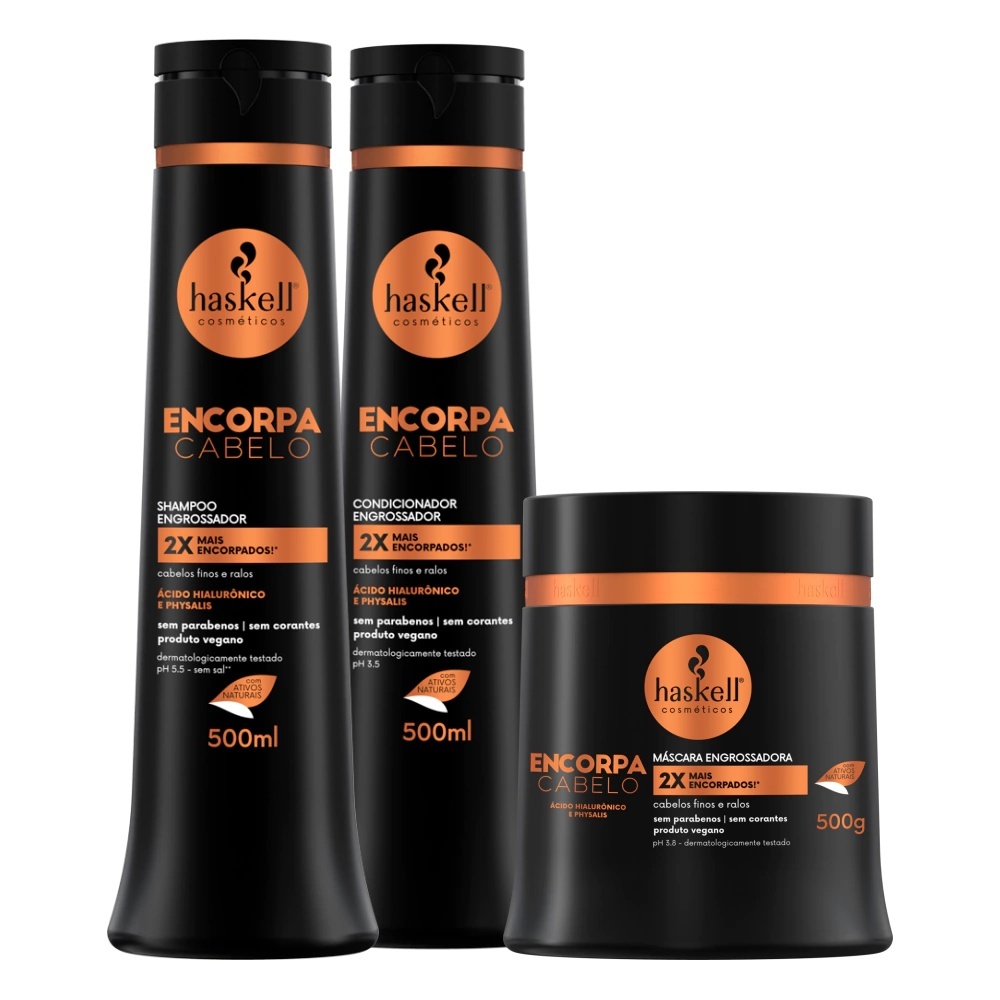 haskell®
cosméticos
ENCORPA
CABELO
SHAMPOO
ENGROSSADOR
2X MAIS
ENCORPADOS!*
cabelos finos e ralos
ÁCIDO HIALURÔNICO
E PHYSALIS
sem parabenos | sem corantes
produto vegano
dermatologicamente testado
pH 5.5 - sem sal**
com
ATIVOS
NATURAIS
500ml
haskell®
cosméticos
ENCORPA
CABELO
CONDICIONADOR
ENGROSSADOR
2X MAIS
ENCORPADOS!*
cabelos finos e ralos
ÁCIDO HIALURÔNICO
E PHYSALIS
sem parabenos | sem corantes
produto vegano
dermatologicamente testado
pH 3.5
com
ATIVOS
NATURAIS
500ml
haskell haskell
haskell®
cosméticos
ENCORPA
CABELO
ÁCIDO HIALURÔNICO
E PHYSALIS
MÁSCARA ENGROSSADORA
2X MAIS
ENCORPADOS!*
cabelos finos e ralos
sem parabenos | sem corantes
produto vegano
pH 3.8 - dermatologicamente testado
com
ATIVOS
NATURAIS
500g